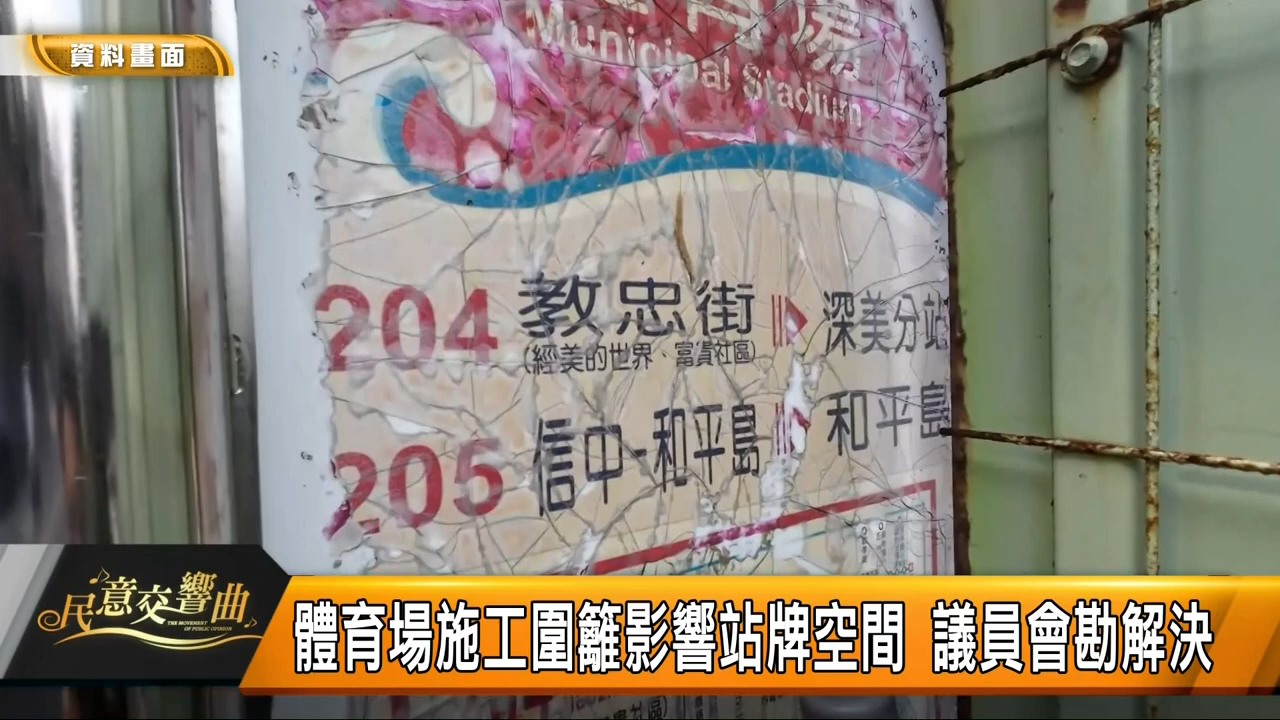 資料畫面
Municipal Stadium
204 教忠街 深美分站
(經美的世界、富貴社區)
205 信中-和平島 和平島
民意交響曲
THE MOVEMENT
OF PUBLIC OPINION
體育場施工圍籬影響站牌空間 議員會勘解決